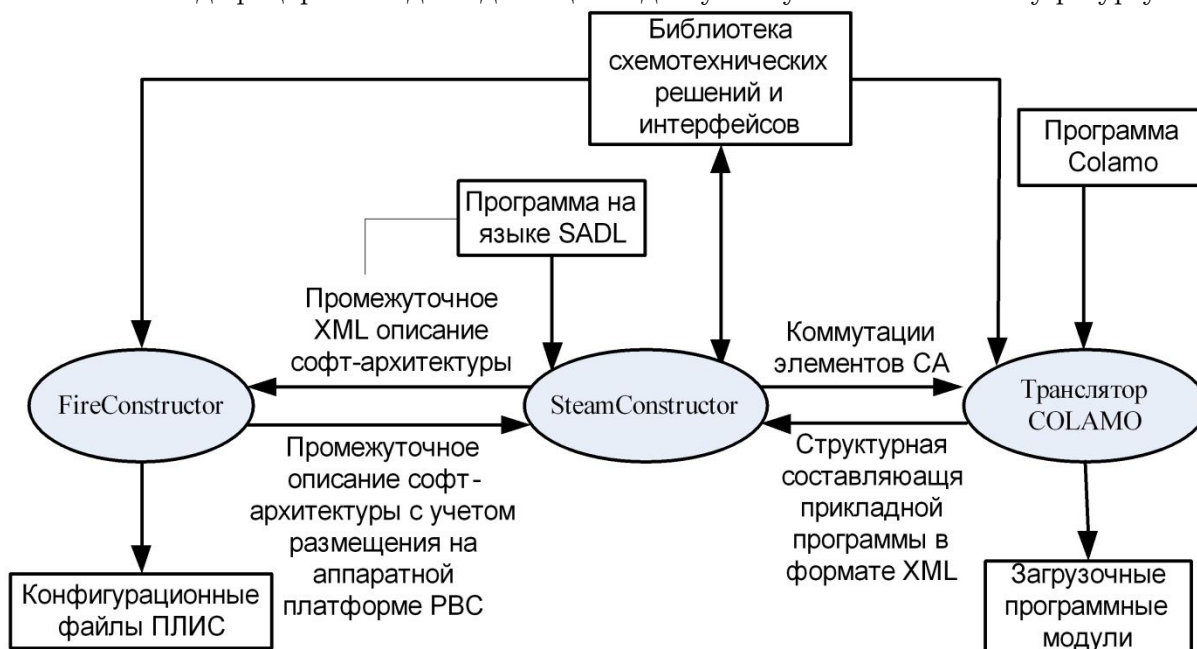 Библиотека
схемотехнических
решений и
интерфейсов
Программа
Colamo
Программа на
языке SADL
Промежуточное
XML описание
софт-архитектуры
Коммутации
элементов СА
FireConstructor
SteamConstructor
Транслятор
COLAMO
Промежуточное
описание софт-
архитектуры с учетом
размещения на
аппаратной
платформе РВС
Структурная
составляюащя
прикладной
программы в
формате XML
Конфигурационные
файлы ПЛИС
Загрузочные
программные
модули